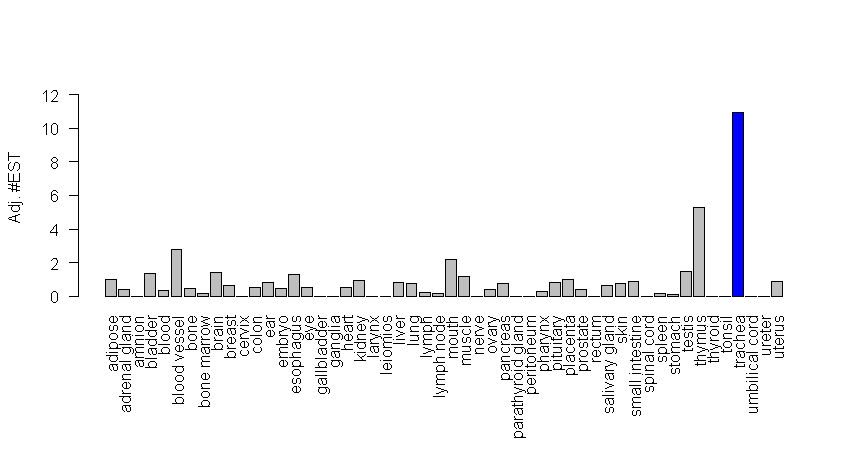 Adj. #EST
12
10
8
6
4
2
0
adipose
adrenal gland
amnion
bladder
blood
blood vessel
bone
bone marrow
brain
breast
cervix
colon
ear
embryo
esophagus
eye
gallbladder
ganglia
heart
kidney
larynx
leiomios
liver
lung
lymph
lymph node
mouth
muscle
nerve
ovary
pancreas
parathyroid gland
peritoneum
pharynx
pituitary
placenta
prostate
rectum
salivary gland
skin
small intestine
spinal cord
spleen
stomach
testis
thymus
thyroid
tonsil
trachea
umbilical cord
ureter
uterus